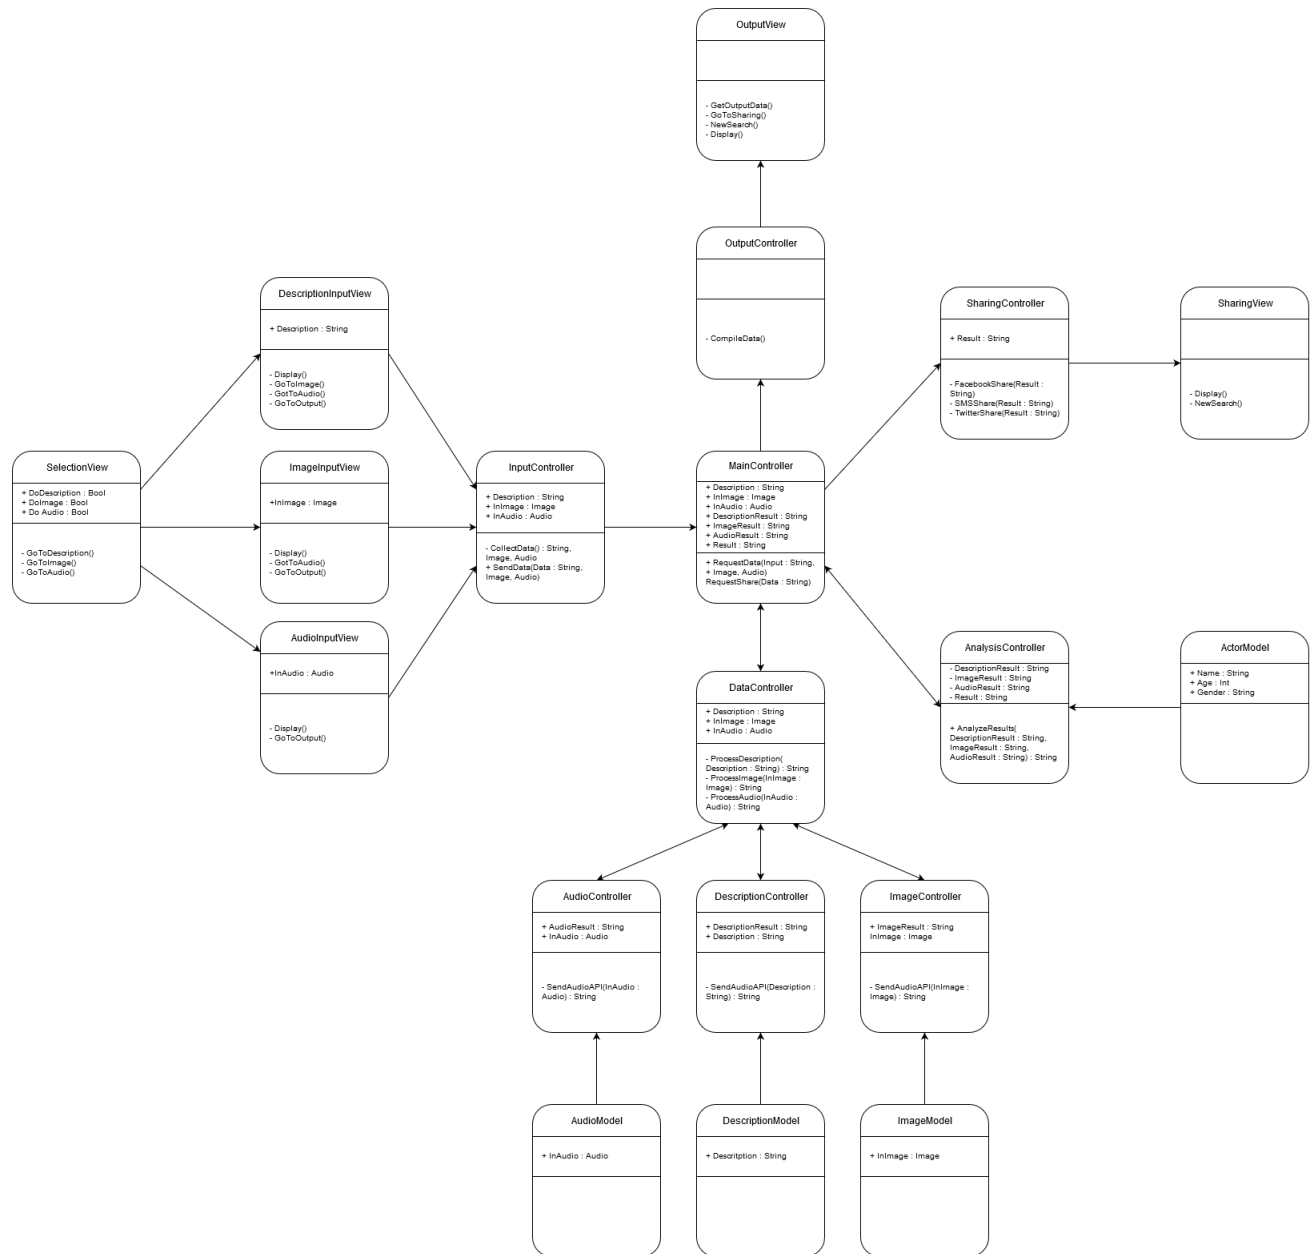 OutputView
- GetOutputData()
- GoToSharing()
- NewSearch()
- Display()
OutputController
- CompileData()
DescriptionInputView
+ Description : String
- Display()
- GoToImage()
- GotToAudio()
- GoToOutput()
SharingController
+ Result : String
- FacebookShare(Result :
String)
- SMSShare(Result : String)
- TwitterShare(Result : String)
SharingView
- Display()
- NewSearch()
SelectionView
+ DoDescription : Bool
+ DoImage : Bool
+ Do Audio : Bool
- GoToDescription()
- GoToImage()
- GoToAudio()
ImageInputView
+InImage : Image
- Display()
- GotToAudio()
- GoToOutput()
InputController
+ Description : String
+ InImage : Image
+ InAudio : Audio
- CollectData() : String,
Image, Audio
+ SendData(Data : String,
Image, Audio)
MainController
+ Description : String
+ InImage : Image
+ InAudio : Audio
+ DescriptionResult : String
+ ImageResult : String
+ AudioResult : String
+ Result : String
+ RequestData(Input : String,
+ Image, Audio)
RequestShare(Data : String)
AudioInputView
+InAudio : Audio
- Display()
- GoToOutput()
AnalysisController
- DescriptionResult : String
- ImageResult : String
- AudioResult : String
- Result : String
+ AnalyzeResults(
DescriptionResult : String,
ImageResult : String,
AudioResult : String) : String
ActorModel
+ Name : String
+ Age : Int
+ Gender : String
DataController
+ Description : String
+ InImage : Image
+ InAudio : Audio
- ProcessDescription(
Description : String) : String
- ProcessImage(InImage :
Image) : String
- ProcessAudio(InAudio :
Audio) : String
AudioController
+ AudioResult : String
+ InAudio : Audio
- SendAudioAPI(InAudio :
Audio) : String
DescriptionController
+ DescriptionResult : String
+ Description : String
- SendAudioAPI(Description :
String) : String
ImageController
+ ImageResult : String
InImage : Image
- SendAudioAPI(InImage :
Image) : String
AudioModel
+ InAudio : Audio
DescriptionModel
+ Descritption : String
ImageModel
+ InImage : Image